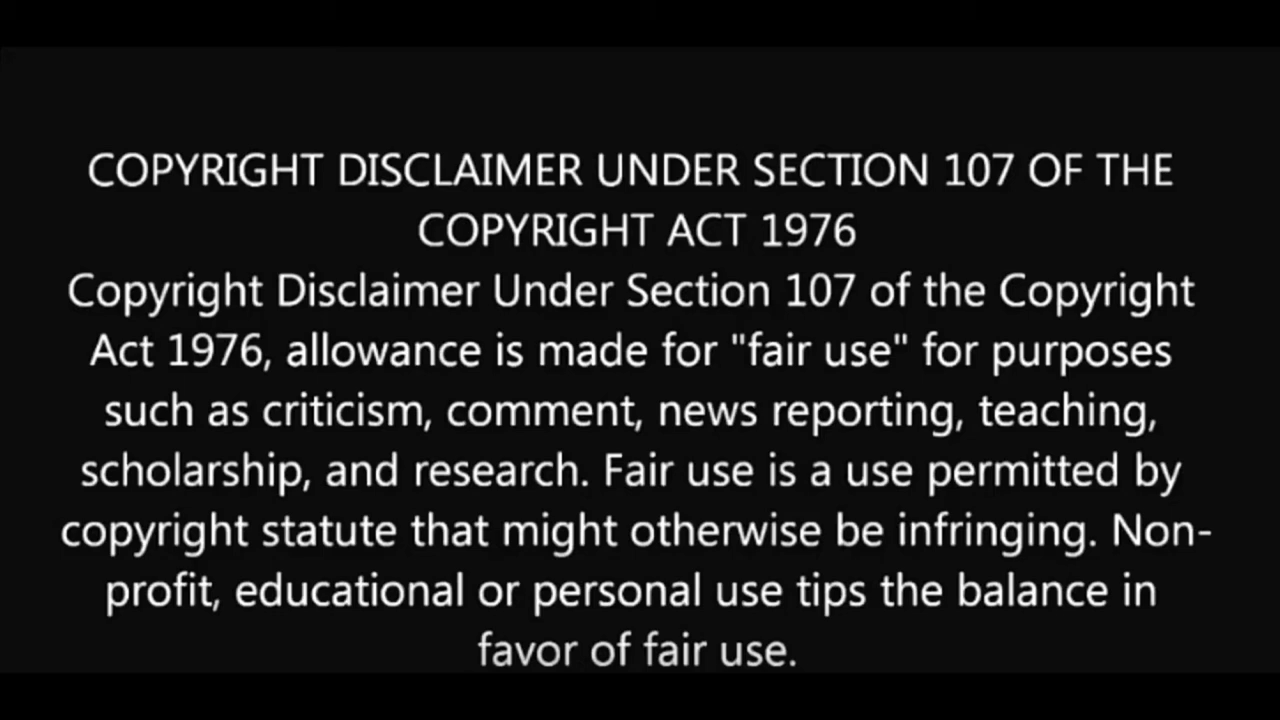 COPYRIGHT DISCLAIMER UNDER SECTION 107 OF THE
COPYRIGHT ACT 1976
Copyright Disclaimer Under Section 107 of the Copyright
Act 1976, allowance is made for "fair use" for purposes
such as criticism, comment, news reporting, teaching,
scholarship, and research. Fair use is a use permitted by
copyright statute that might otherwise be infringing. Non-
profit, educational or personal use tips the balance in
favor of fair use.